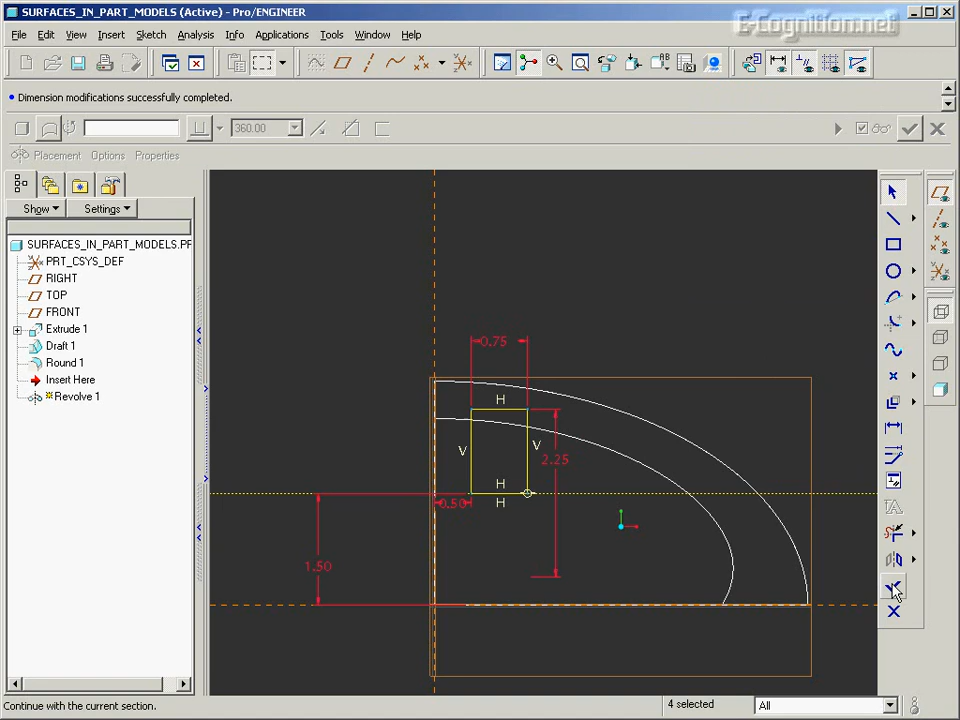 SURFACES_IN_PART_MODELS (Active) - Pro/ENGINEER
E-Cognition.net
File Edit View Insert Sketch Analysis Info Applications Tools Window Help
Dimension modifications successfully completed.
360.00
Placement Options Properties
Show Settings
SURFACES_IN_PART_MODELS.PF
PRT_CSYS_DEF
RIGHT
TOP
FRONT
Extrude 1
Draft 1
Round 1
Insert Here
Revolve 1
0.75
H
V
V
2.25
H
0.50
H
1.50
Continue with the current section.
4 selected
All